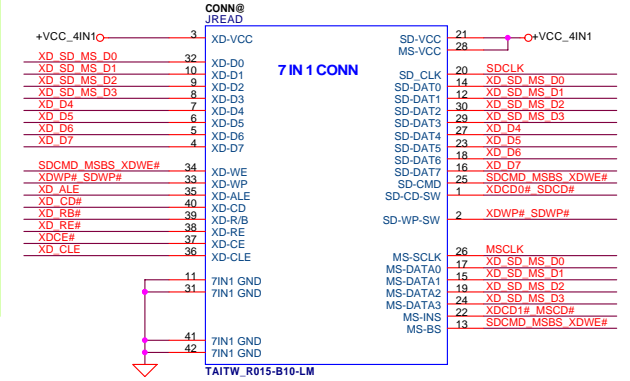 CONN@
JREAD
7 IN 1 CONN
+VCC_4IN1 3 XD-VCC
XD_SD_MS_D0 32 XD-D0
XD_SD_MS_D1 10 XD-D1
XD_SD_MS_D2 9 XD-D2
XD_SD_MS_D3 8 XD-D3
XD_D4 7 XD-D4
XD_D5 6 XD-D5
XD_D6 5 XD-D6
XD_D7 4 XD-D7
SDCMD_MSBS_XDWE# 34 XD-WE
XDWP#_SDWP# 33 XD-WP
XD_ALE 35 XD-ALE
XD_CD# 40 XD-CD
XD_RB# 39 XD-R/B
XD_RE# 38 XD-RE
XDCE# 37 XD-CE
XD_CLE 36 XD-CLE
11 7IN1 GND
31 7IN1 GND
41 7IN1 GND
42 7IN1 GND
SD-VCC 21 +VCC_4IN1
MS-VCC 28
SD_CLK 20 SDCLK
SD-DAT0 14 XD_SD_MS_D0
SD-DAT1 12 XD_SD_MS_D1
SD-DAT2 30 XD_SD_MS_D2
SD-DAT3 29 XD_SD_MS_D3
SD-DAT4 27 XD_D4
SD-DAT5 23 XD_D5
SD-DAT6 18 XD_D6
SD-DAT7 16 XD_D7
SD-CMD 25 SDCMD_MSBS_XDWE#
SD-CD-SW 1 XDCD0#_SDCD#
SD-WP-SW 2 XDWP#_SDWP#
MS-SCLK 26 MSCLK
MS-DATA0 17 XD_SD_MS_D0
MS-DATA1 15 XD_SD_MS_D1
MS-DATA2 19 XD_SD_MS_D2
MS-DATA3 24 XD_SD_MS_D3
MS-INS 22 XDCD1#_MSCD#
MS-BS 13 SDCMD_MSBS_XDWE#
TAITW_R015-B10-LM